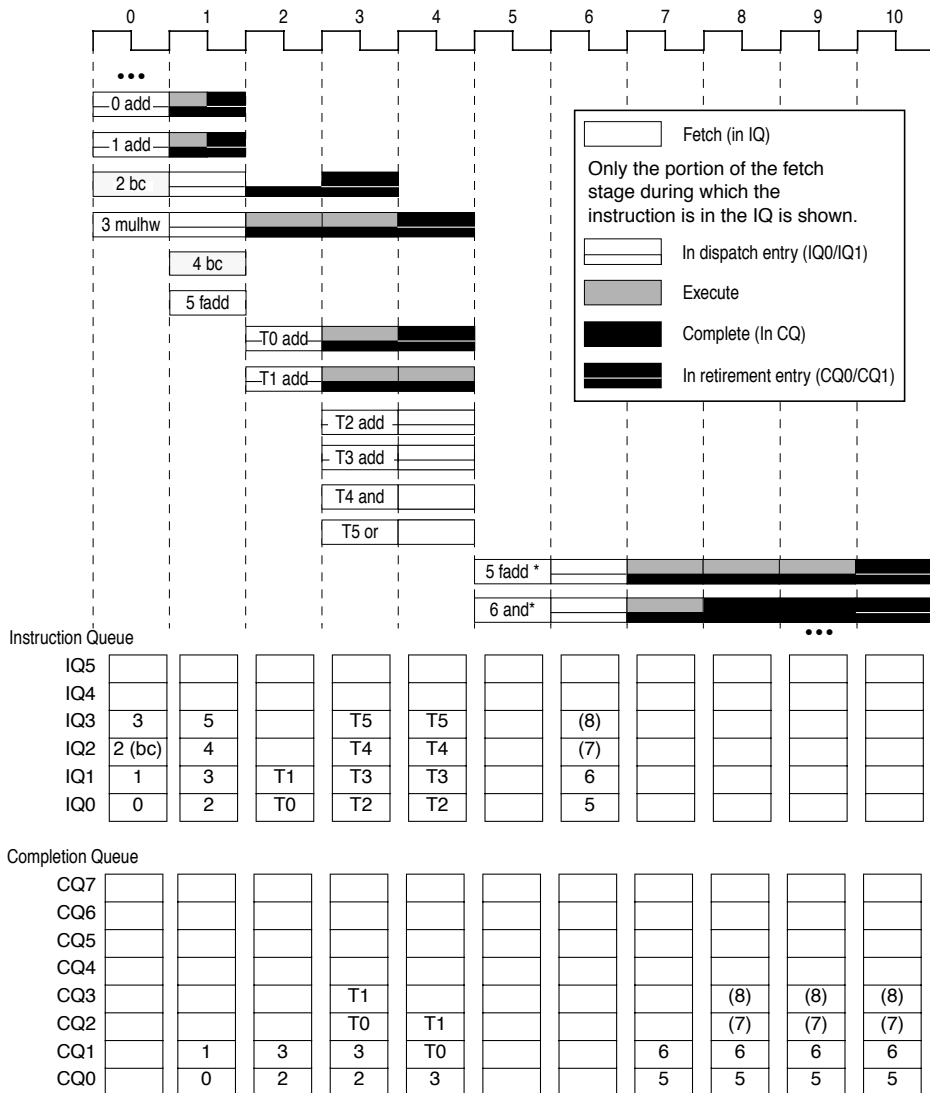 0 1 2 3 4 5 6 7 8 9 10
•••
0 add
1 add
2 bc
3 mulhw
4 bc
5 fadd
T0 add
T1 add
T2 add
T3 add
T4 and
T5 or
5 fadd *
6 and*
•••
Fetch (in IQ)
Only the portion of the fetch
stage during which the
instruction is in the IQ is shown.
In dispatch entry (IQ0/IQ1)
Execute
Complete (In CQ)
In retirement entry (CQ0/CQ1)
Instruction Queue
IQ5
IQ4
IQ3 3 5 T5 T5 (8)
IQ2 2 (bc) 4 T4 T4 (7)
IQ1 1 3 T1 T3 T3 6
IQ0 0 2 T0 T2 T2 5
Completion Queue
CQ7
CQ6
CQ5
CQ4
CQ3 T1 (8) (8) (8)
CQ2 T0 T1 (7) (7) (7)
CQ1 1 3 3 T0 6 6 6 6
CQ0 0 2 2 3 5 5 5 5